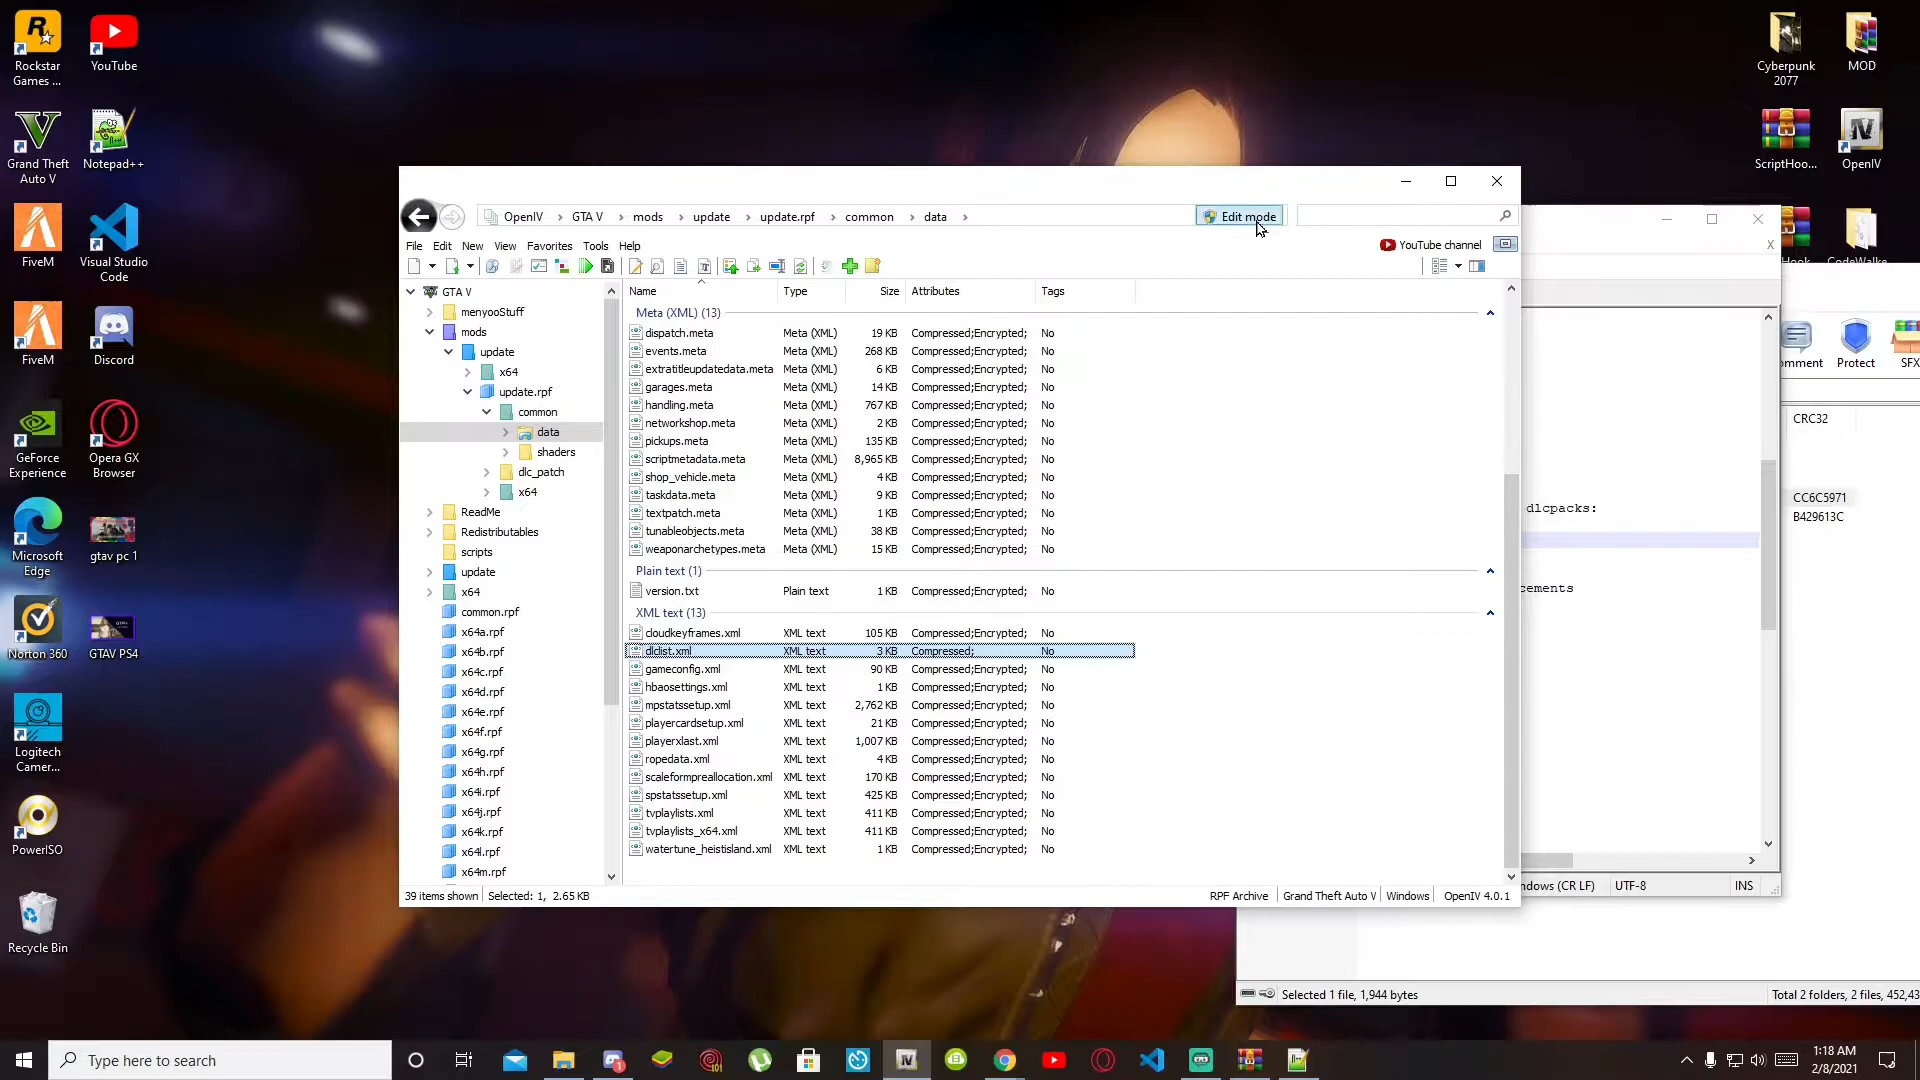 Rockstar
Games ...
YouTube
Grand Theft
Auto V
Notepad++
FiveM
Visual Studio
Code
FiveM
Discord
GeForce
Experience
Opera GX
Browser
Microsoft
Edge
gtav pc 1
Norton 360
GTAV PS4
Logitech
Camer...
PowerISO
Recycle Bin
Cyberpunk
2077
MOD
ScriptHoo...
OpenIV
OpenIV
GTA V
mods
update
update.rpf
common
data
Edit mode
File
Edit
New
View
Favorites
Tools
Help
YouTube channel
GTA V
menyooStuff
mods
update
x64
update.rpf
common
data
shaders
dlc_patch
x64
ReadMe
Redistributables
scripts
update
x64
common.rpf
x64a.rpf
x64b.rpf
x64c.rpf
x64d.rpf
x64e.rpf
x64f.rpf
x64g.rpf
x64h.rpf
x64i.rpf
x64j.rpf
x64k.rpf
x64l.rpf
x64m.rpf
Name Type Size Attributes Tags
Meta (XML) (13)
dispatch.meta Meta (XML) 19 KB Compressed;Encrypted; No
events.meta Meta (XML) 268 KB Compressed;Encrypted; No
extratitleupdatedata.meta Meta (XML) 6 KB Compressed;Encrypted; No
garages.meta Meta (XML) 14 KB Compressed;Encrypted; No
handling.meta Meta (XML) 767 KB Compressed;Encrypted; No
networkshop.meta Meta (XML) 2 KB Compressed;Encrypted; No
pickups.meta Meta (XML) 135 KB Compressed;Encrypted; No
scriptmetadata.meta Meta (XML) 8,965 KB Compressed;Encrypted; No
shop_vehicle.meta Meta (XML) 4 KB Compressed;Encrypted; No
taskdata.meta Meta (XML) 9 KB Compressed;Encrypted; No
textpatch.meta Meta (XML) 1 KB Compressed;Encrypted; No
tunableobjects.meta Meta (XML) 38 KB Compressed;Encrypted; No
weaponarchetypes.meta Meta (XML) 15 KB Compressed;Encrypted; No
Plain text (1)
version.txt Plain text 1 KB Compressed;Encrypted; No
XML text (13)
cloudkeyframes.xml XML text 105 KB Compressed;Encrypted; No
dlclist.xml XML text 3 KB Compressed; No
gameconfig.xml XML text 90 KB Compressed;Encrypted; No
hbaosettings.xml XML text 1 KB Compressed;Encrypted; No
mpstatssetup.xml XML text 2,762 KB Compressed;Encrypted; No
playercardsetup.xml XML text 21 KB Compressed;Encrypted; No
playerxlast.xml XML text 1,007 KB Compressed;Encrypted; No
ropedata.xml XML text 4 KB Compressed;Encrypted; No
scaleformpreallocation.xml XML text 170 KB Compressed;Encrypted; No
spstatssetup.xml XML text 425 KB Compressed;Encrypted; No
tvplaylists.xml XML text 411 KB Compressed;Encrypted; No
tvplaylists_x64.xml XML text 411 KB Compressed;Encrypted; No
watertune_heistisland.xml XML text 1 KB Compressed;Encrypted; No
39 items shown Selected: 1, 2.65 KB
RPF Archive Grand Theft Auto V Windows OpenIV 4.0.1
X
dlcpacks:
cements
ndows (CR LF) UTF-8 INS
mment
Protect
SFX
CRC32
CC6C5971
B429613C
Selected 1 file, 1,944 bytes
Total 2 folders, 2 files, 452,43
Type here to search
1:18 AM
2/8/2021